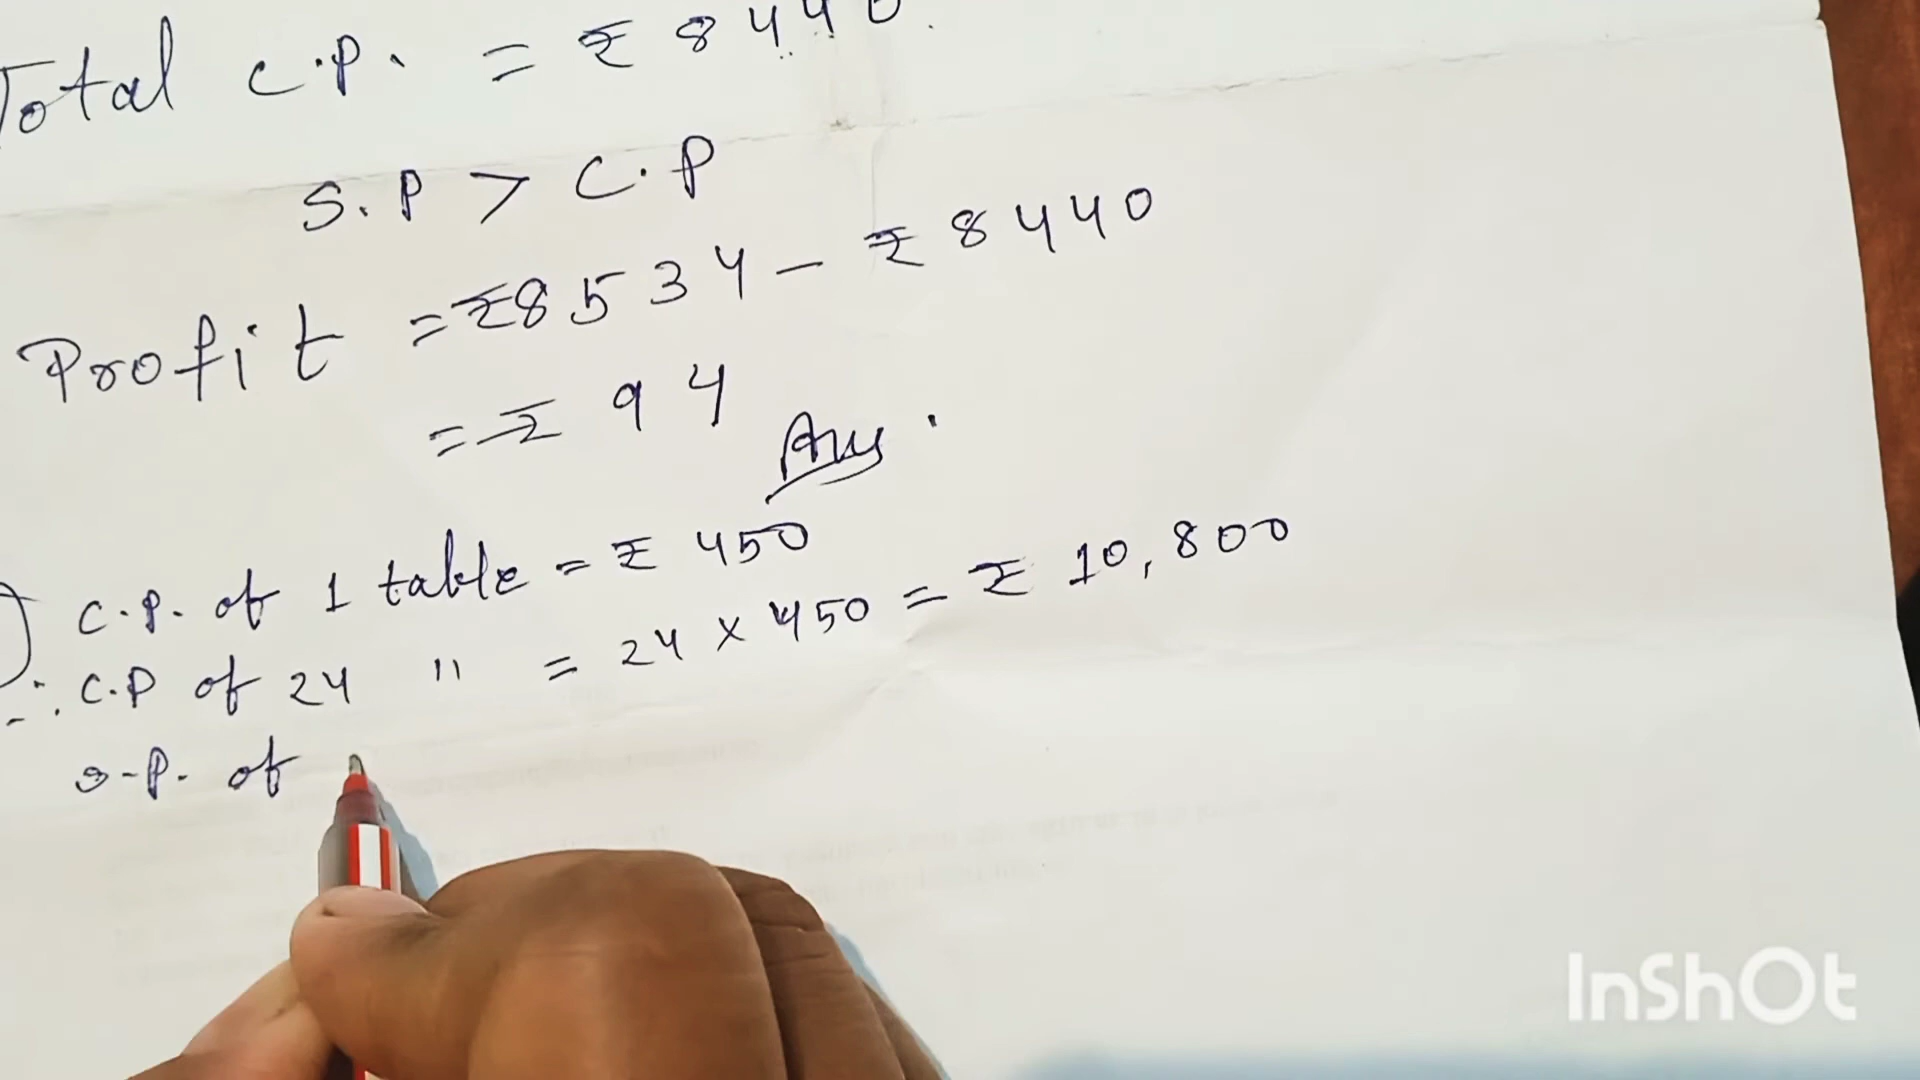 Total C.P. = ₹ 8440.
S.P > C.P
Profit = ₹8534 - ₹ 8440
= ₹ 94
Ans.
C.P. of 1 table = ₹ 450
∴ C.P of 24 " = 24 × 450 = ₹ 10,800
S.P. of
InShOt